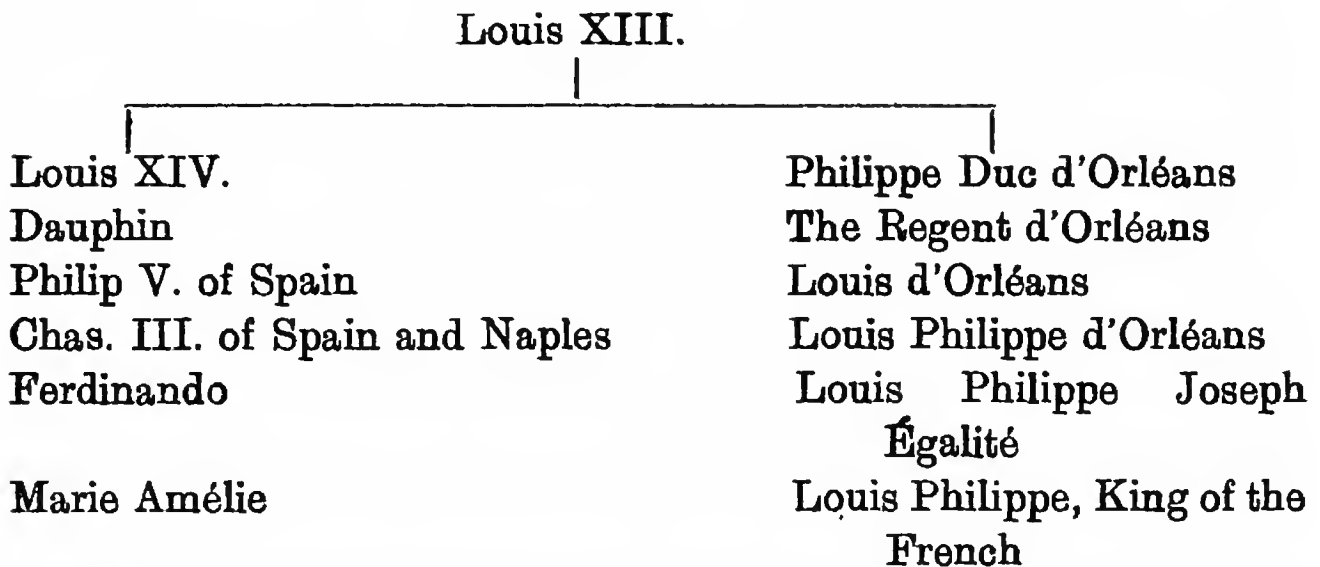 Louis XIII.
Louis XIV.
Dauphin
Philip V. of Spain
Chas. III. of Spain and Naples
Ferdinando
Marie Amélie
Philippe Duc d'Orléans
The Regent d'Orléans
Louis d'Orléans
Louis Philippe d'Orléans
Louis Philippe Joseph
Égalité
Louis Philippe, King of the
French